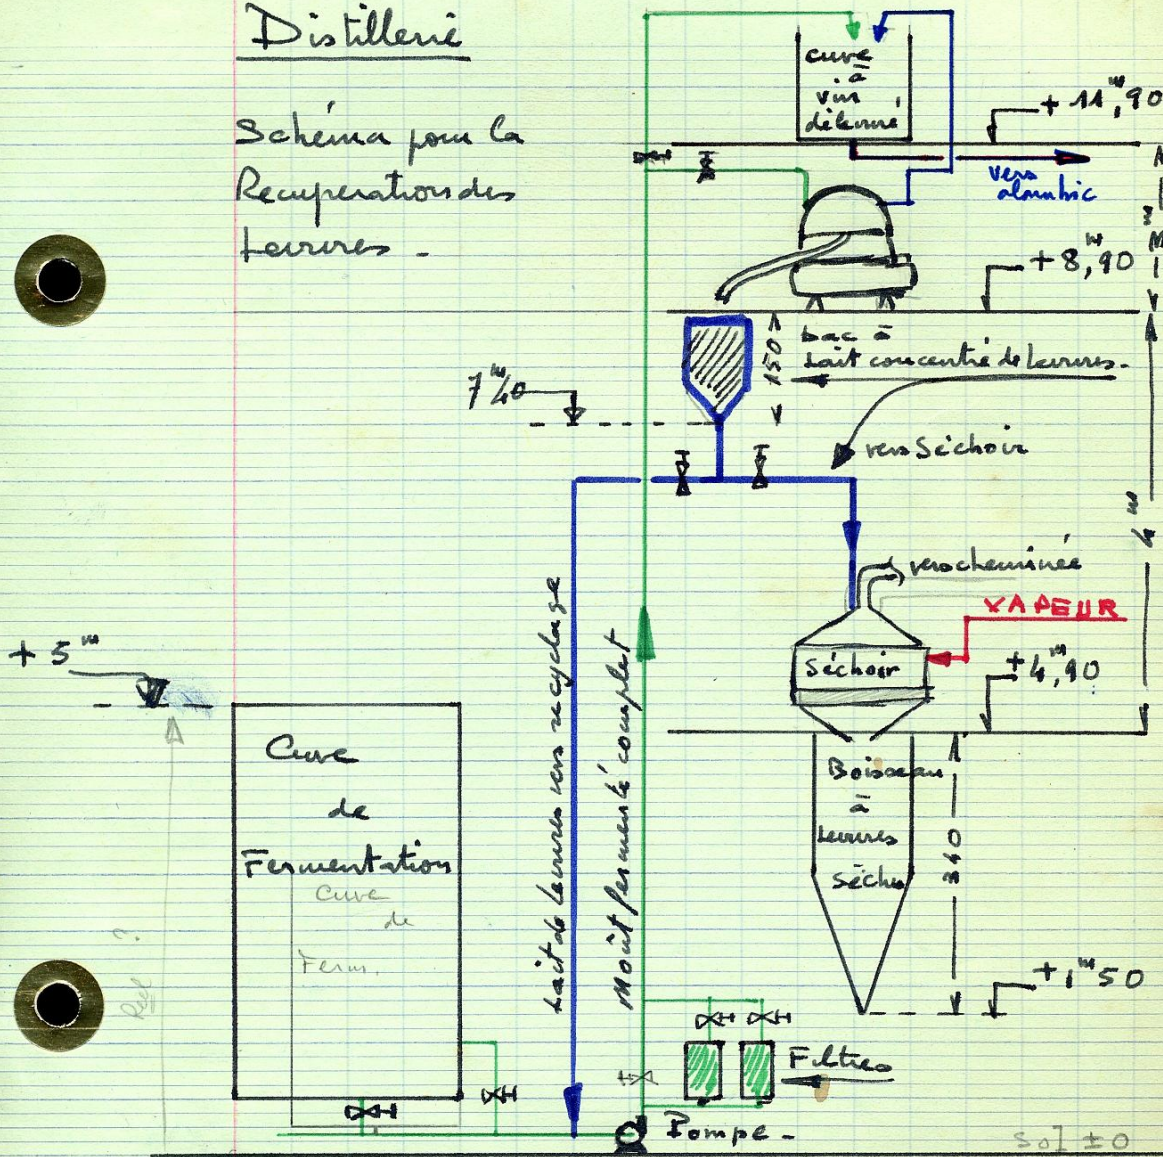 Distillerie
Schéma pour la
Recuperation des
Levures -
cuve
à
vin
délevuré
+ 11m,90
vers
alambic
+ 8m,90
bac à
Lait concentré de Levures.
150
7m40
vers Séchoir
vers cheminée
VAPEUR
Séchoir
+ 4m,90
4m
+ 5m
Cuve
de
Fermentation
Cuve
de
Ferm.
Lait de Levures vers recyclage
Moût fermenté complet
Boisseau
à
Levures
Sèches
340
+ 1m50
Filtres
Pompe -
Sol ± 0